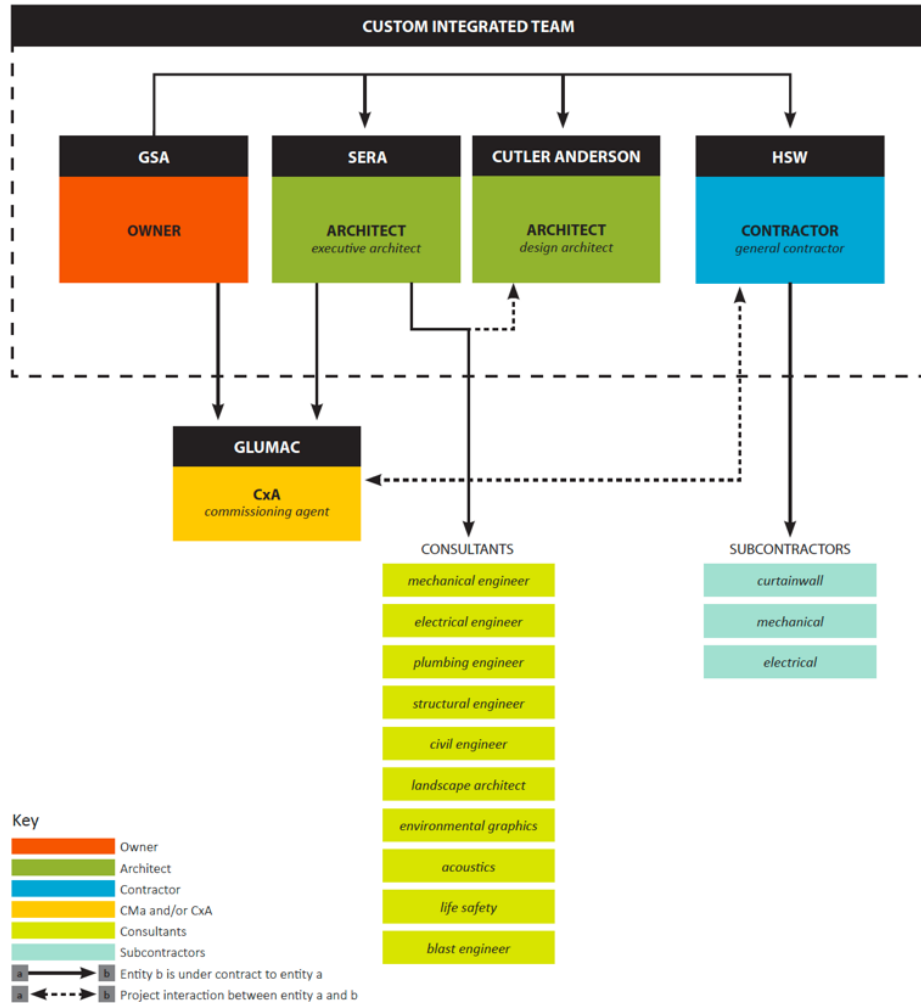 CUSTOM INTEGRATED TEAM
GSA
OWNER
SERA
ARCHITECT
executive architect
CUTLER ANDERSON
ARCHITECT
design architect
HSW
CONTRACTOR
general contractor
GLUMAC
CxA
commissioning agent
CONSULTANTS
mechanical engineer
electrical engineer
plumbing engineer
structural engineer
civil engineer
landscape architect
environmental graphics
acoustics
life safety
blast engineer
SUBCONTRACTORS
curtainwall
mechanical
electrical
Key
Owner
Architect
Contractor
CMa and/or CxA
Consultants
Subcontractors
a b Entity b is under contract to entity a
a b Project interaction between entity a and b